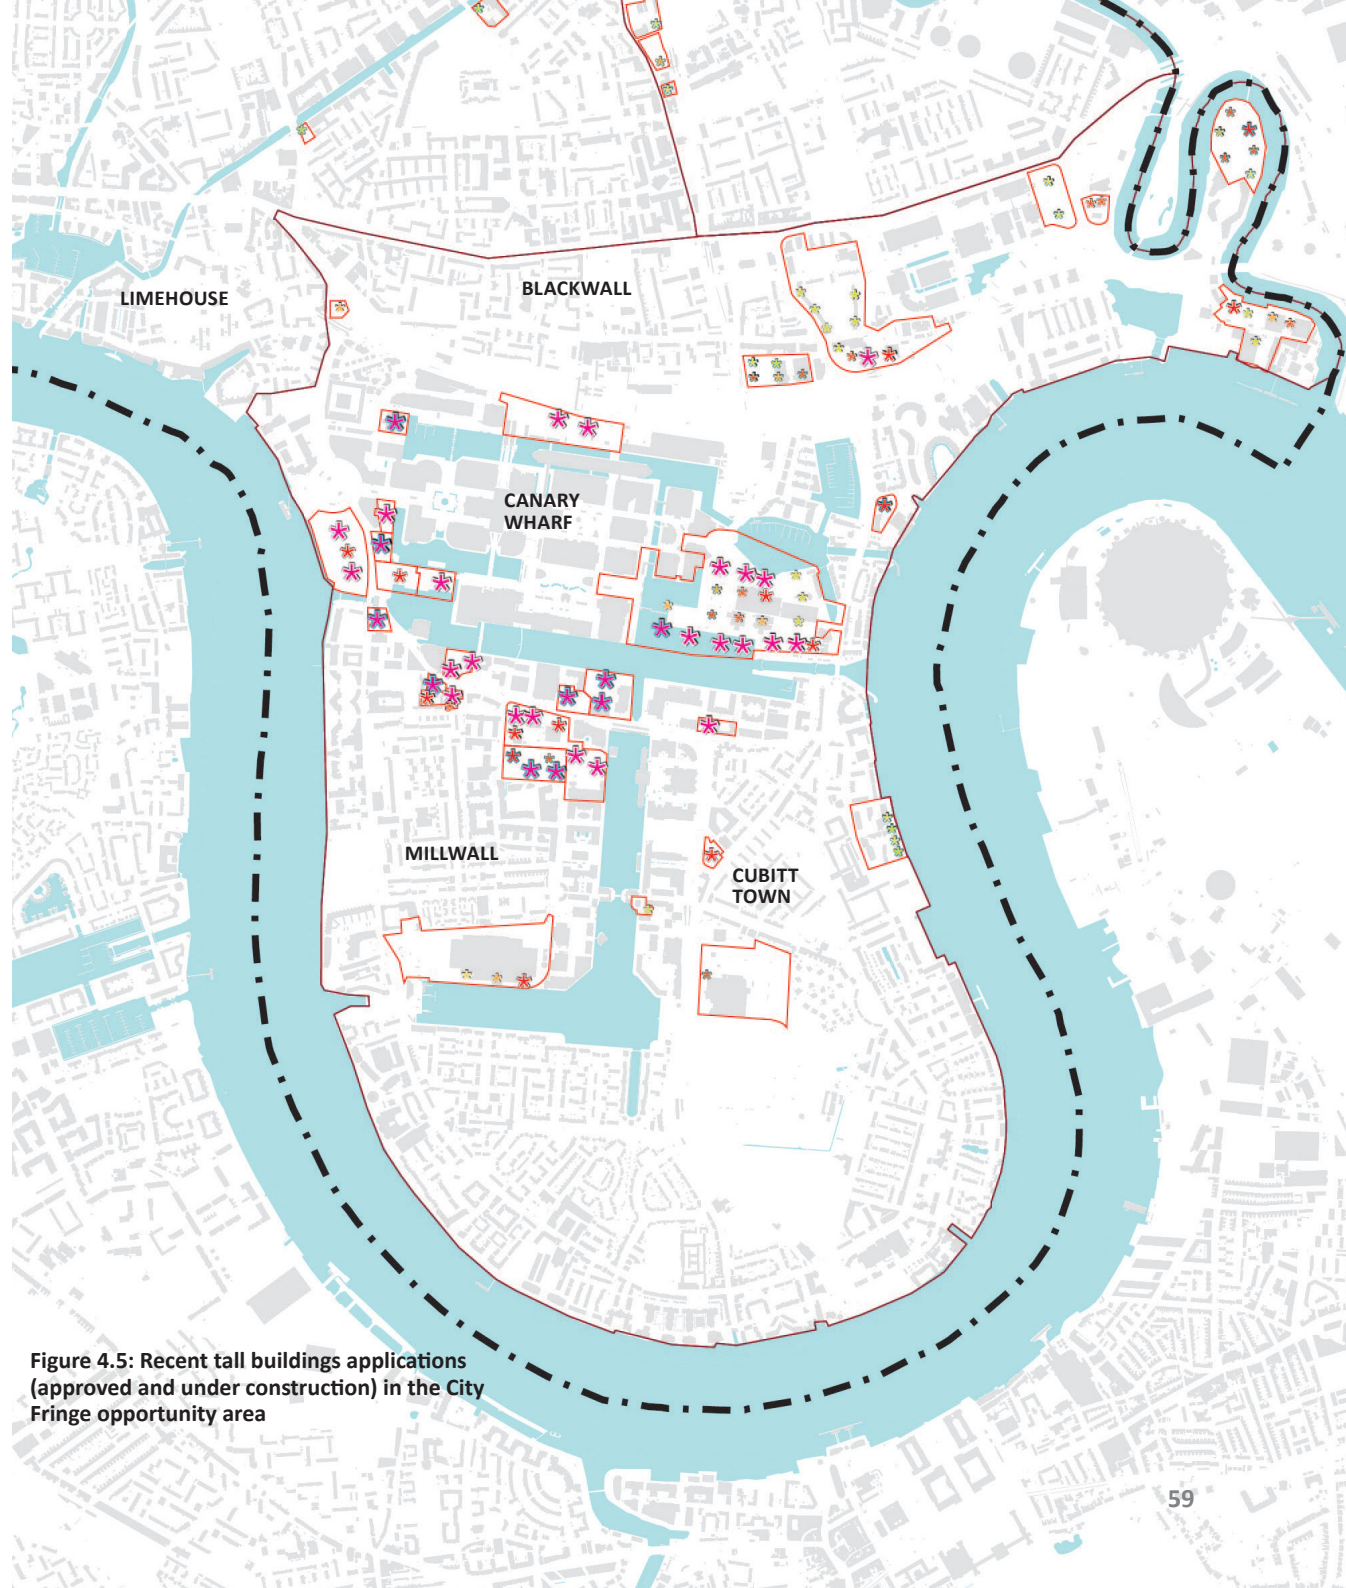 LIMEHOUSE
BLACKWALL
CANARY
WHARF
MILLWALL
CUBITT
TOWN
Figure 4.5: Recent tall buildings applications
(approved and under construction) in the City
Fringe opportunity area
59